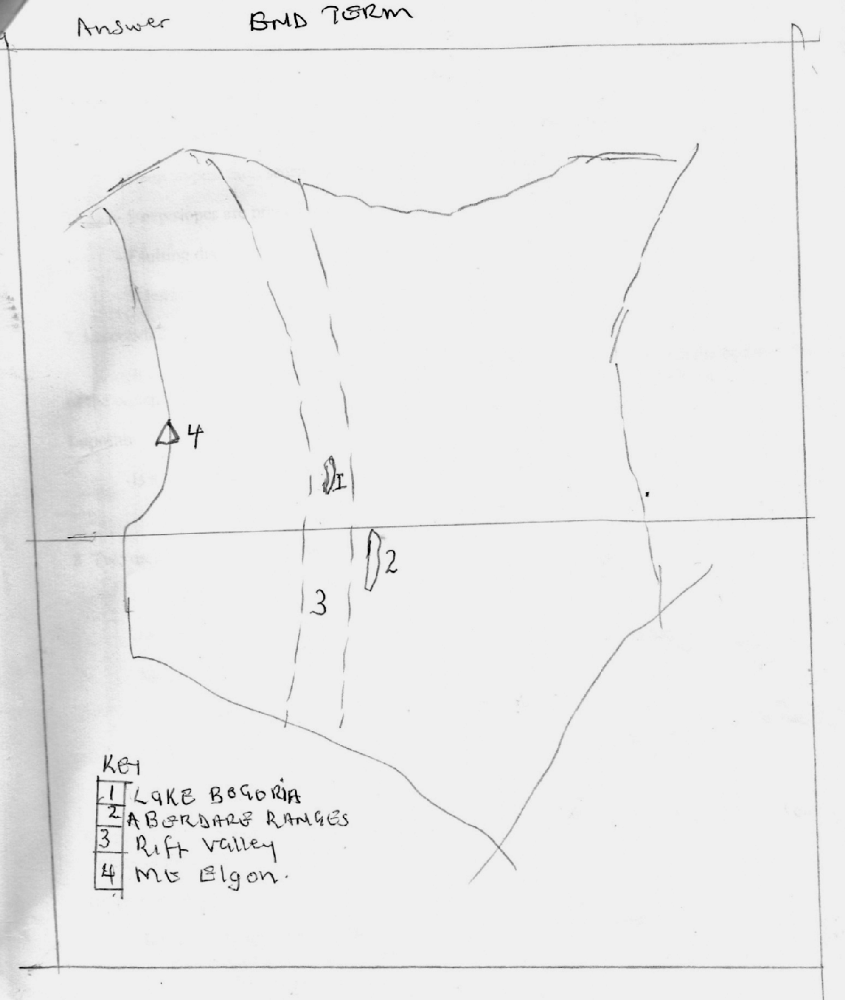 Answer END TERM
4
1
2
3
KEY
1 LAKE BOGORIA
2 ABERDARE RANGES
3 Rift Valley
4 Mt Elgon.